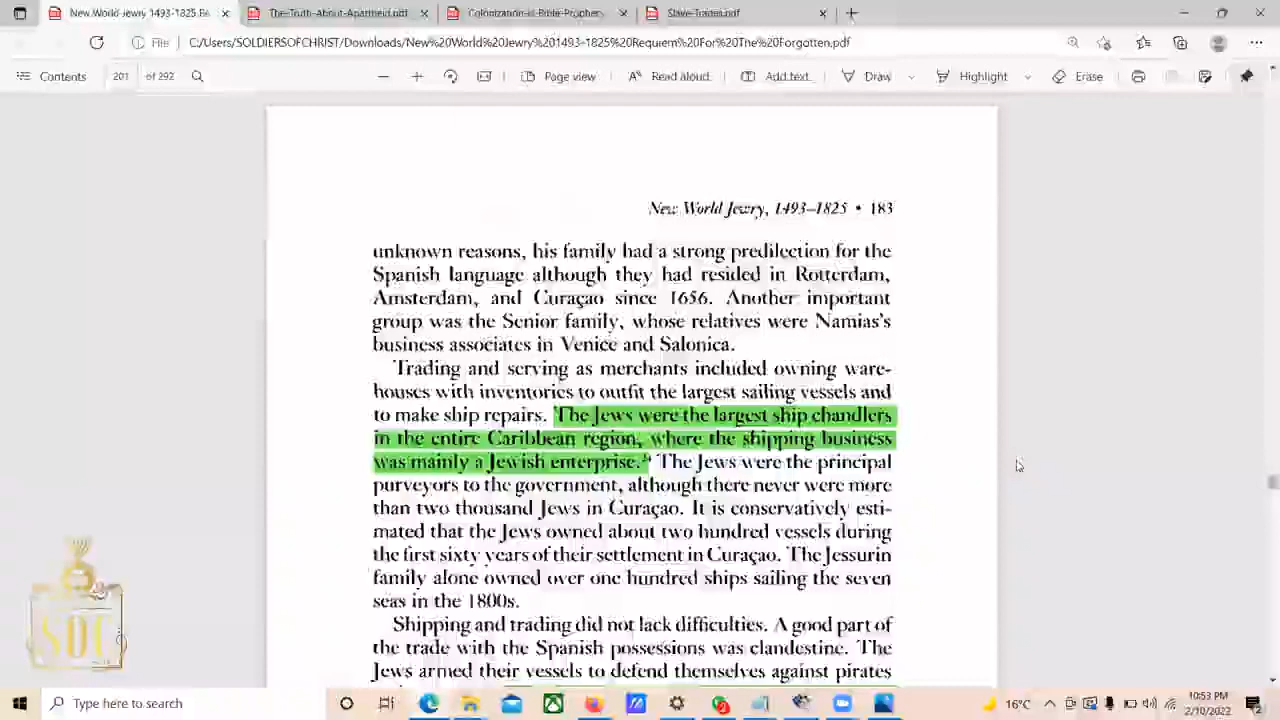 New World Jewry 1493-1825 Re
The-Truth-About-Apartheid.pdf
Colonization-in-Bible-Prophecy
Slave-Trader.pdf
File C:/Users/SOLDIERSOFCHRIST/Downloads/New%20World%20Jewry%201493-1825%20Requiem%20For%20The%20Forgotten.pdf
Contents 201 of 292 Page view Read aloud Add text Draw Highlight Erase
New World Jewry, 1493–1825 • 183
unknown reasons, his family had a strong predilection for the
Spanish language although they had resided in Rotterdam,
Amsterdam, and Curaçao since 1656. Another important
group was the Senior family, whose relatives were Namias's
business associates in Venice and Salonica.
Trading and serving as merchants included owning ware-
houses with inventories to outfit the largest sailing vessels and
to make ship repairs. The Jews were the largest ship chandlers
in the entire Caribbean region, where the shipping business
was mainly a Jewish enterprise. The Jews were the principal
purveyors to the government, although there never were more
than two thousand Jews in Curaçao. It is conservatively esti-
mated that the Jews owned about two hundred vessels during
the first sixty years of their settlement in Curaçao. The Jessurin
family alone owned over one hundred ships sailing the seven
seas in the 1800s.
Shipping and trading did not lack difficulties. A good part of
the trade with the Spanish possessions was clandestine. The
Jews armed their vessels to defend themselves against pirates
SOC
Type here to search
16°C
10:53 PM
2/10/2022